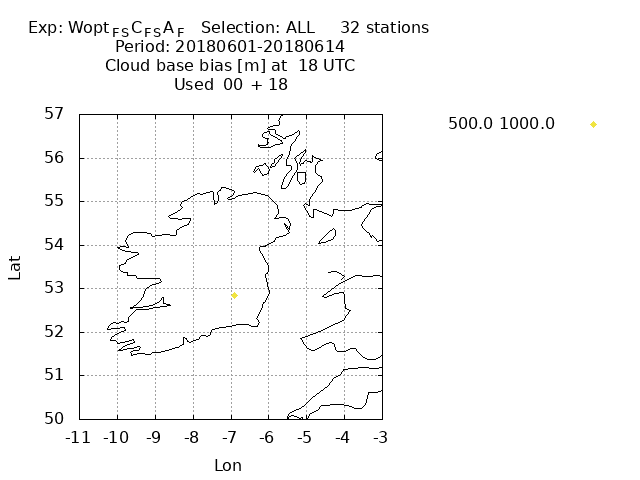 Exp: Wopt FS C FS A F Selection: ALL 32 stations
Period: 20180601-20180614
Cloud base bias [m] at 18 UTC
Used 00 + 18
500.0 1000.0
57
56
55
54
53
52
51
50
Lat
-11 -10 -9 -8 -7 -6 -5 -4 -3
Lon